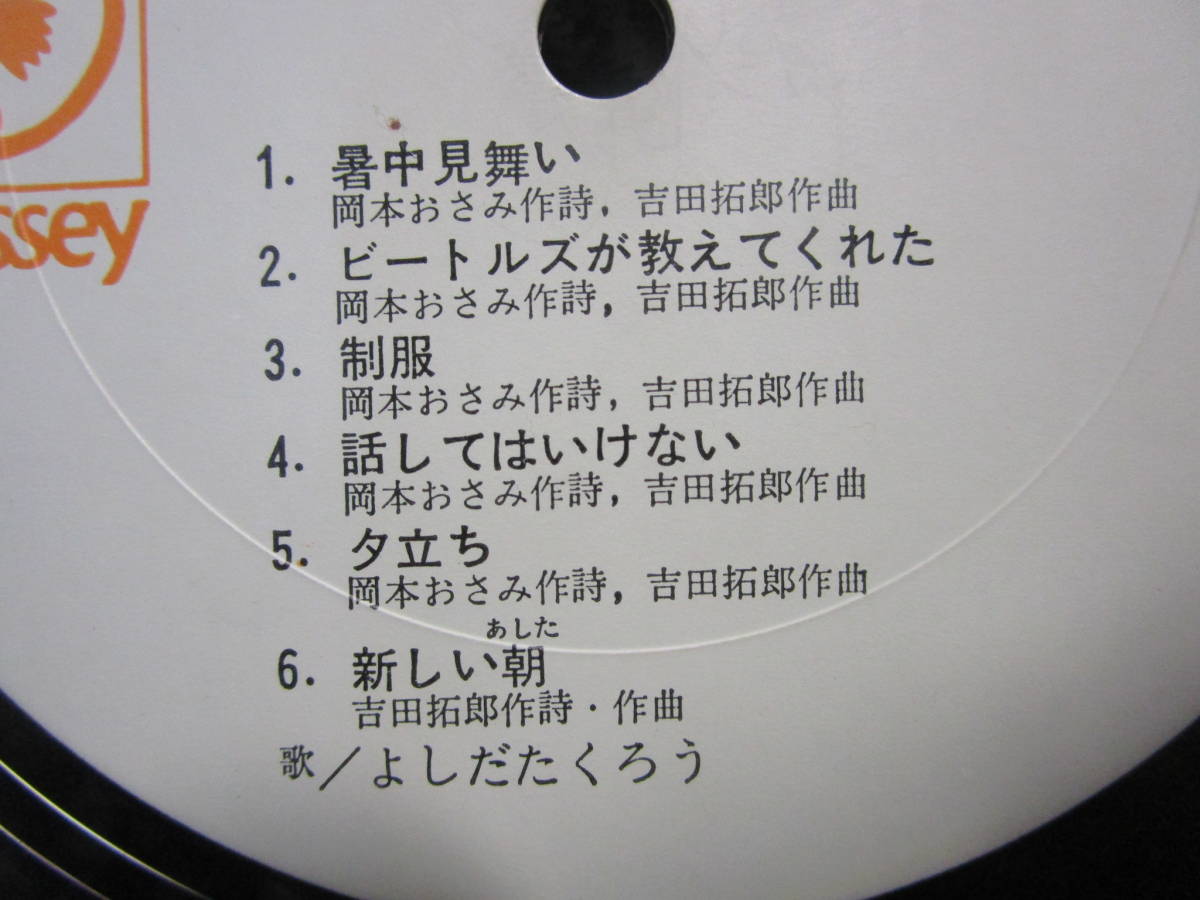 ssey
1. 暑中見舞い
岡本おさみ作詩, 吉田拓郎作曲
2. ビートルズが教えてくれた
岡本おさみ作詩, 吉田拓郎作曲
3. 制服
岡本おさみ作詩, 吉田拓郎作曲
4. 話してはいけない
岡本おさみ作詩, 吉田拓郎作曲
5. 夕立ち
岡本おさみ作詩, 吉田拓郎作曲
あした
6. 新しい朝
吉田拓郎作詩・作曲
歌/よしだたくろう